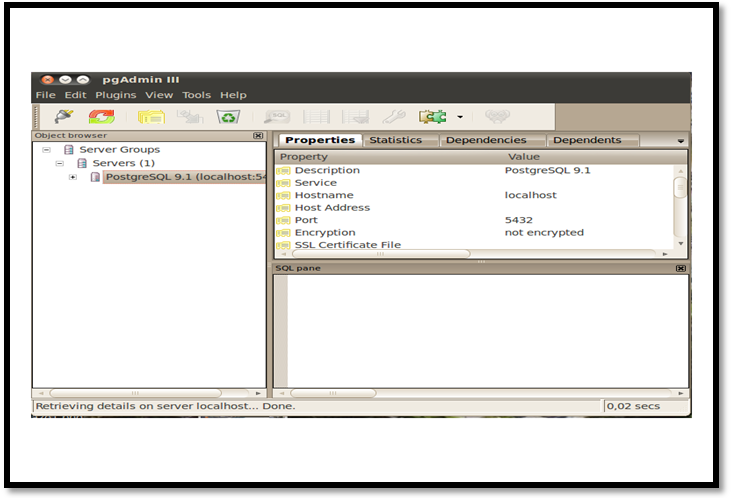 pgAdmin III
File Edit Plugins View Tools Help
Object browser
Server Groups
Servers (1)
PostgreSQL 9.1 (localhost:54
Properties Statistics Dependencies Dependents
Property Value
Description PostgreSQL 9.1
Service
Hostname localhost
Host Address
Port 5432
Encryption not encrypted
SSL Certificate File
SQL pane
Retrieving details on server localhost... Done. 0,02 secs